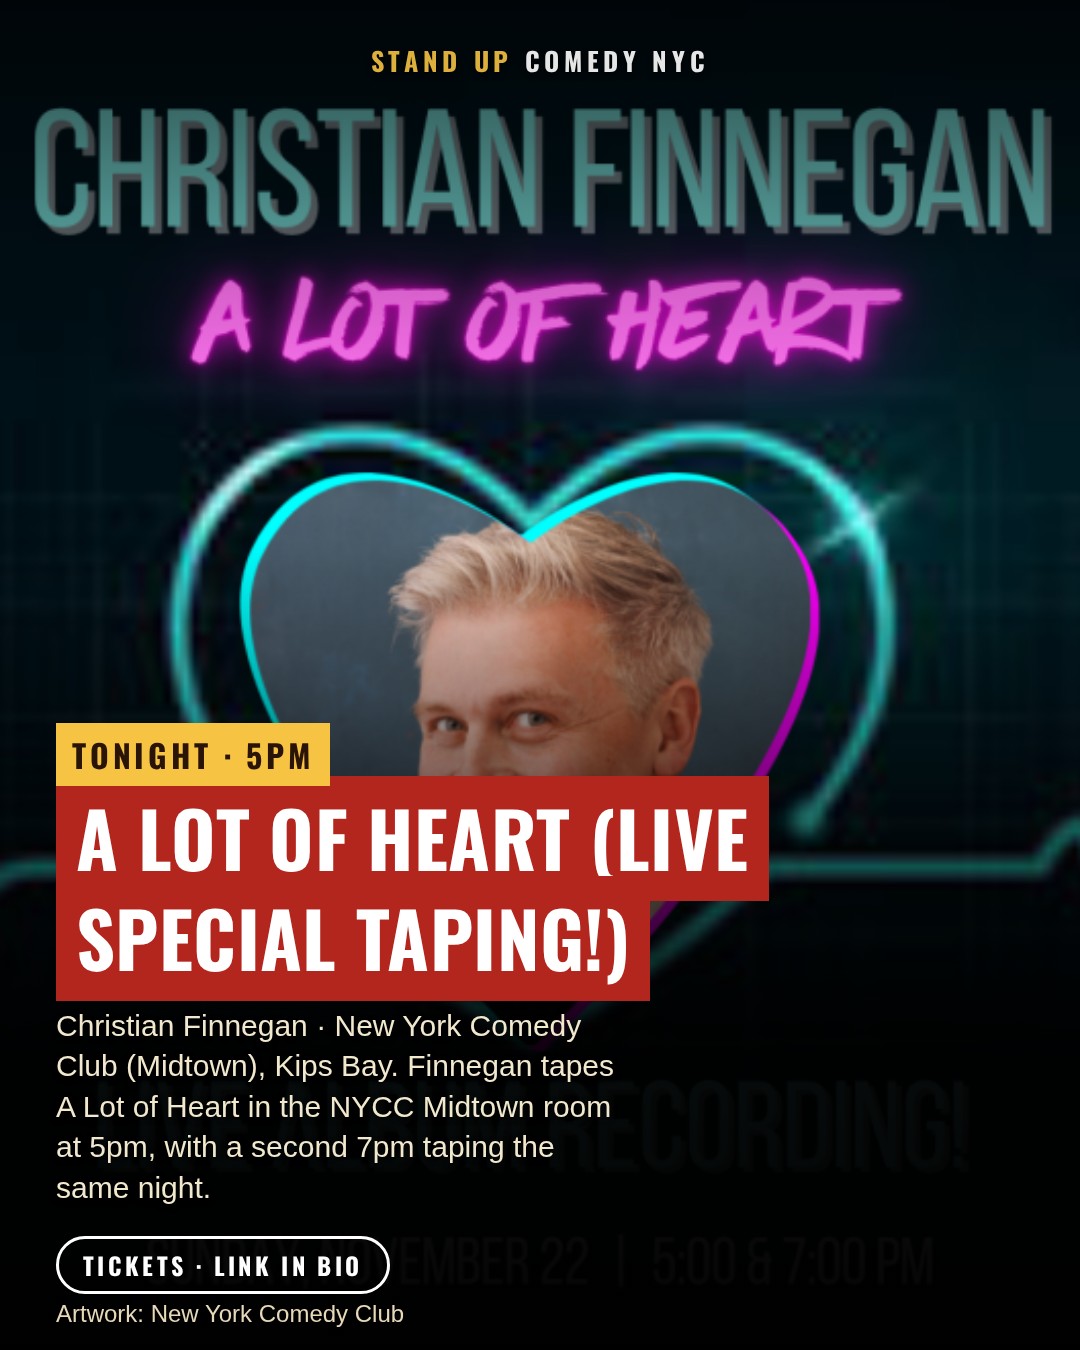 STAND UP COMEDY NYC
CHRISTIAN FINNEGAN
A LOT OF HEART
TONIGHT · 5PM
A LOT OF HEART (LIVE
SPECIAL TAPING!)
Christian Finnegan · New York Comedy
Club (Midtown), Kips Bay. Finnegan tapes
A Lot of Heart in the NYCC Midtown room
at 5pm, with a second 7pm taping the
same night.
RECORDING!
SUNDAY, NOVEMBER 22 | 5:00 & 7:00 PM
TICKETS · LINK IN BIO
Artwork: New York Comedy Club